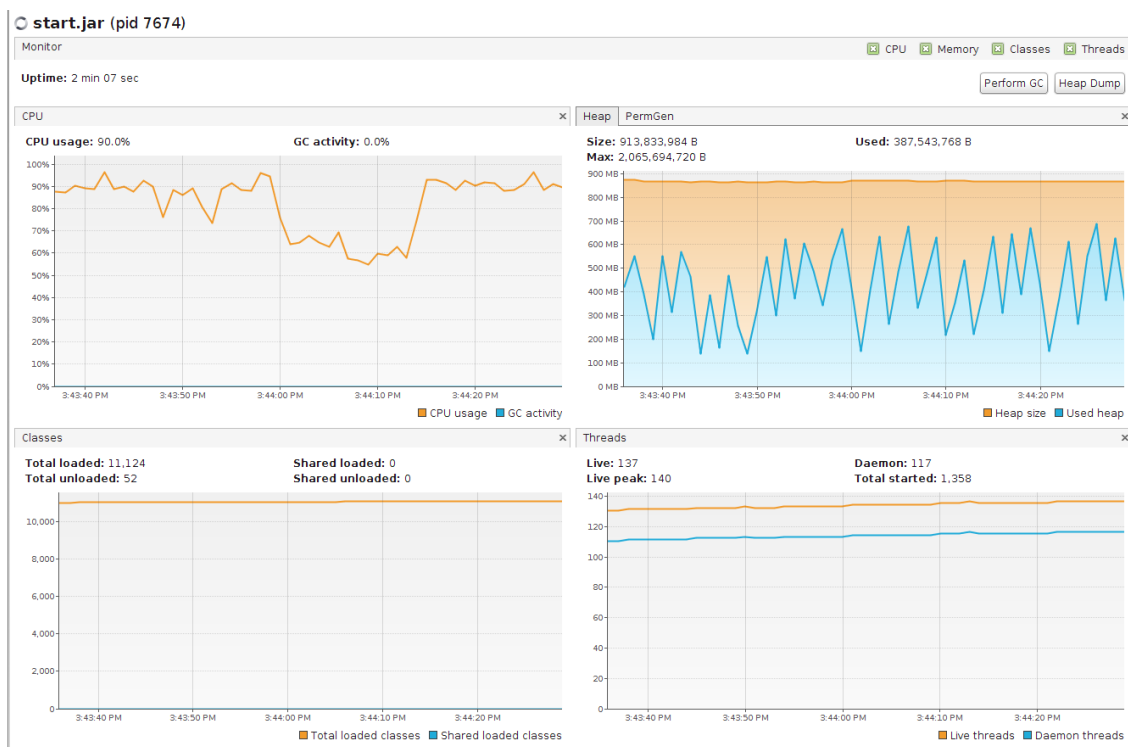 start.jar (pid 7674)
Monitor
CPU Memory Classes Threads
Uptime: 2 min 07 sec
Perform GC Heap Dump
CPU
CPU usage: 90.0% GC activity: 0.0%
100%
90%
80%
70%
60%
50%
40%
30%
20%
10%
0%
3:43:40 PM 3:43:50 PM 3:44:00 PM 3:44:10 PM 3:44:20 PM
CPU usage GC activity
Heap PermGen
Size: 913,833,984 B Used: 387,543,768 B
Max: 2,065,694,720 B
900 MB
800 MB
700 MB
600 MB
500 MB
400 MB
300 MB
200 MB
100 MB
0 MB
3:43:40 PM 3:43:50 PM 3:44:00 PM 3:44:10 PM 3:44:20 PM
Heap size Used heap
Classes
Total loaded: 11,124 Shared loaded: 0
Total unloaded: 52 Shared unloaded: 0
10,000
8,000
6,000
4,000
2,000
0
3:43:40 PM 3:43:50 PM 3:44:00 PM 3:44:10 PM 3:44:20 PM
Total loaded classes Shared loaded classes
Threads
Live: 137 Daemon: 117
Live peak: 140 Total started: 1,358
140
120
100
80
60
40
20
0
3:43:40 PM 3:43:50 PM 3:44:00 PM 3:44:10 PM 3:44:20 PM
Live threads Daemon threads